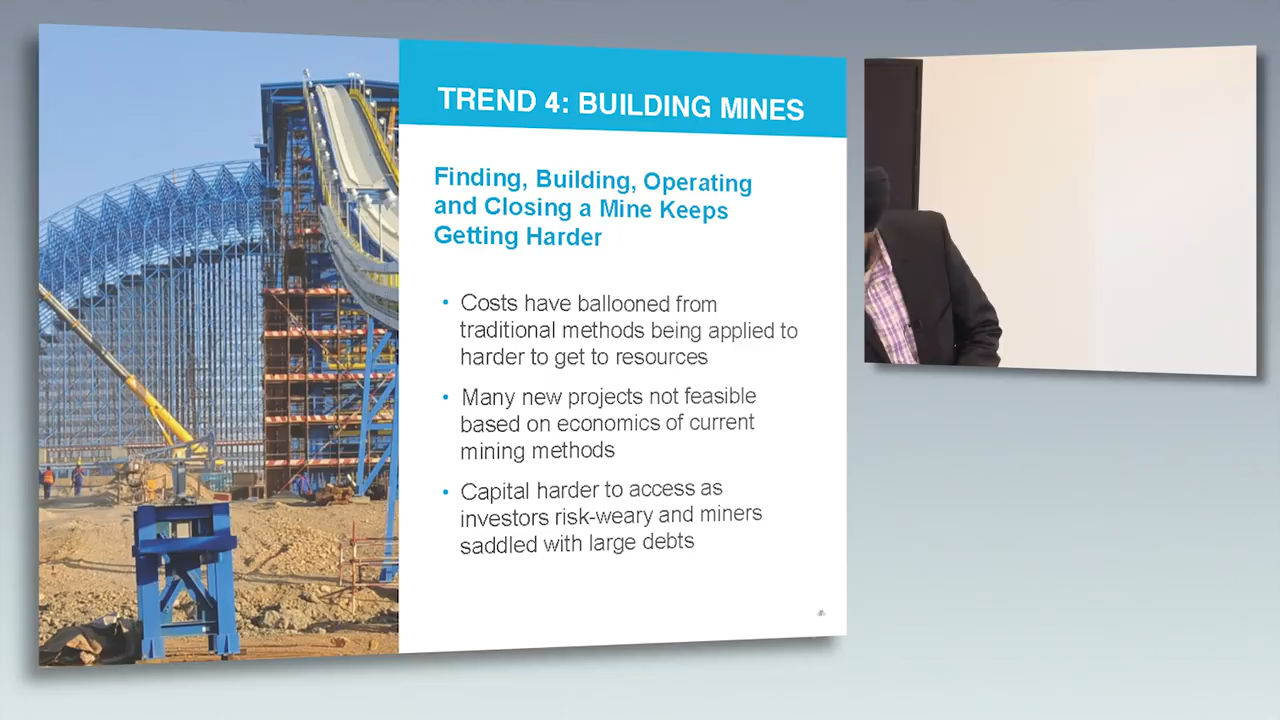 TREND 4: BUILDING MINES
Finding, Building, Operating
and Closing a Mine Keeps
Getting Harder
• Costs have ballooned from
traditional methods being applied to
harder to get to resources
• Many new projects not feasible
based on economics of current
mining methods
• Capital harder to access as
investors risk-weary and miners
saddled with large debts